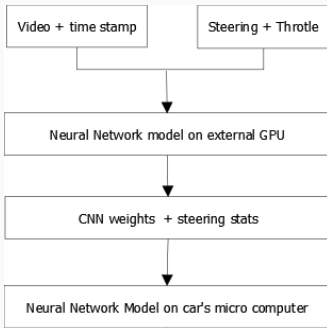 Video + time stamp
Steering + Throtle
Neural Network model on external GPU
CNN weights + steering stats
Neural Network Model on car's micro computer